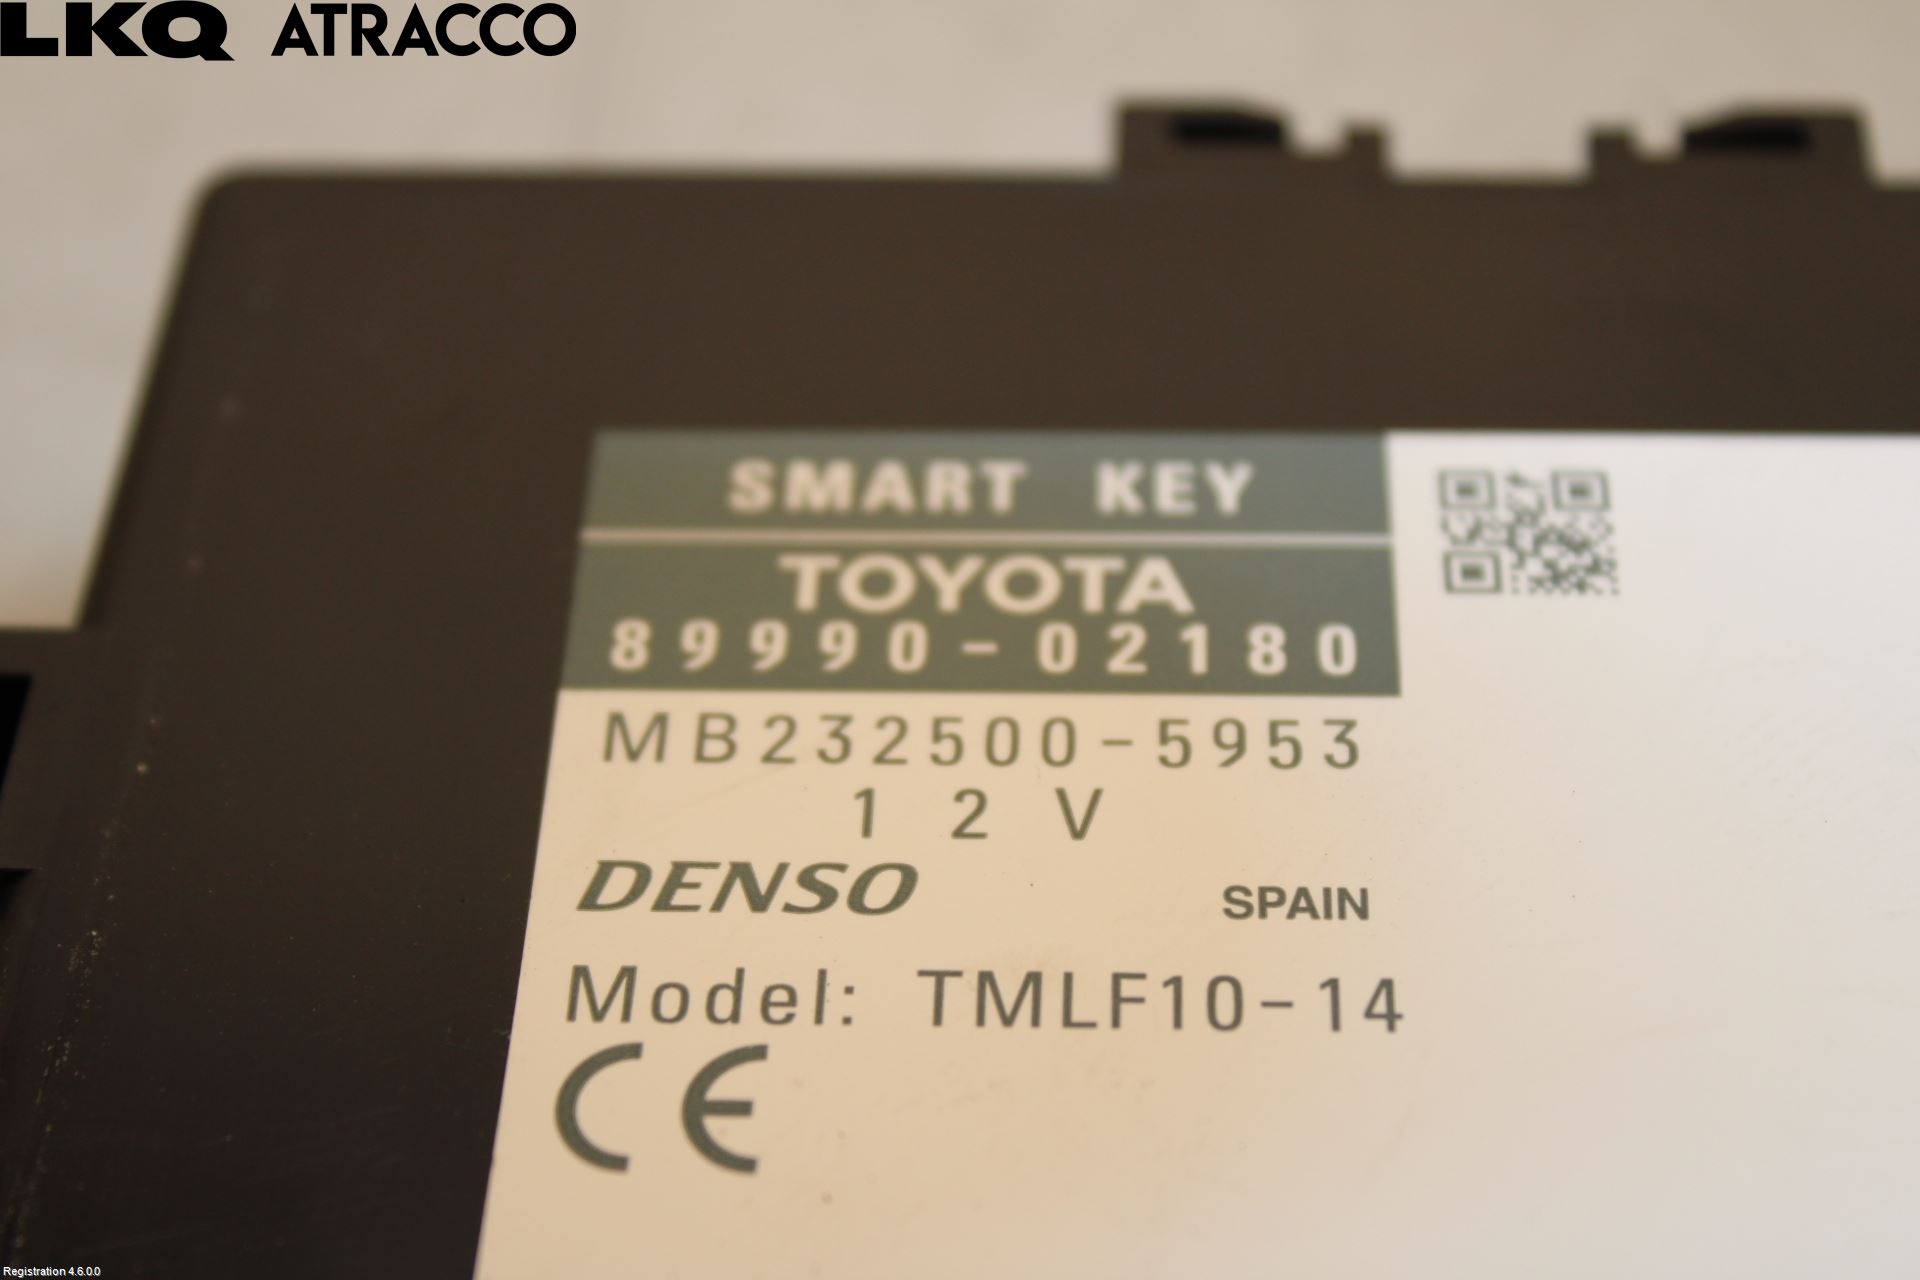 LKQ ATRACCO
SMART KEY
TOYOTA
89990-02180
MB232500-5953
12V
DENSO SPAIN
Model: TMLF10-14
CE
Registration 4.6.0.0